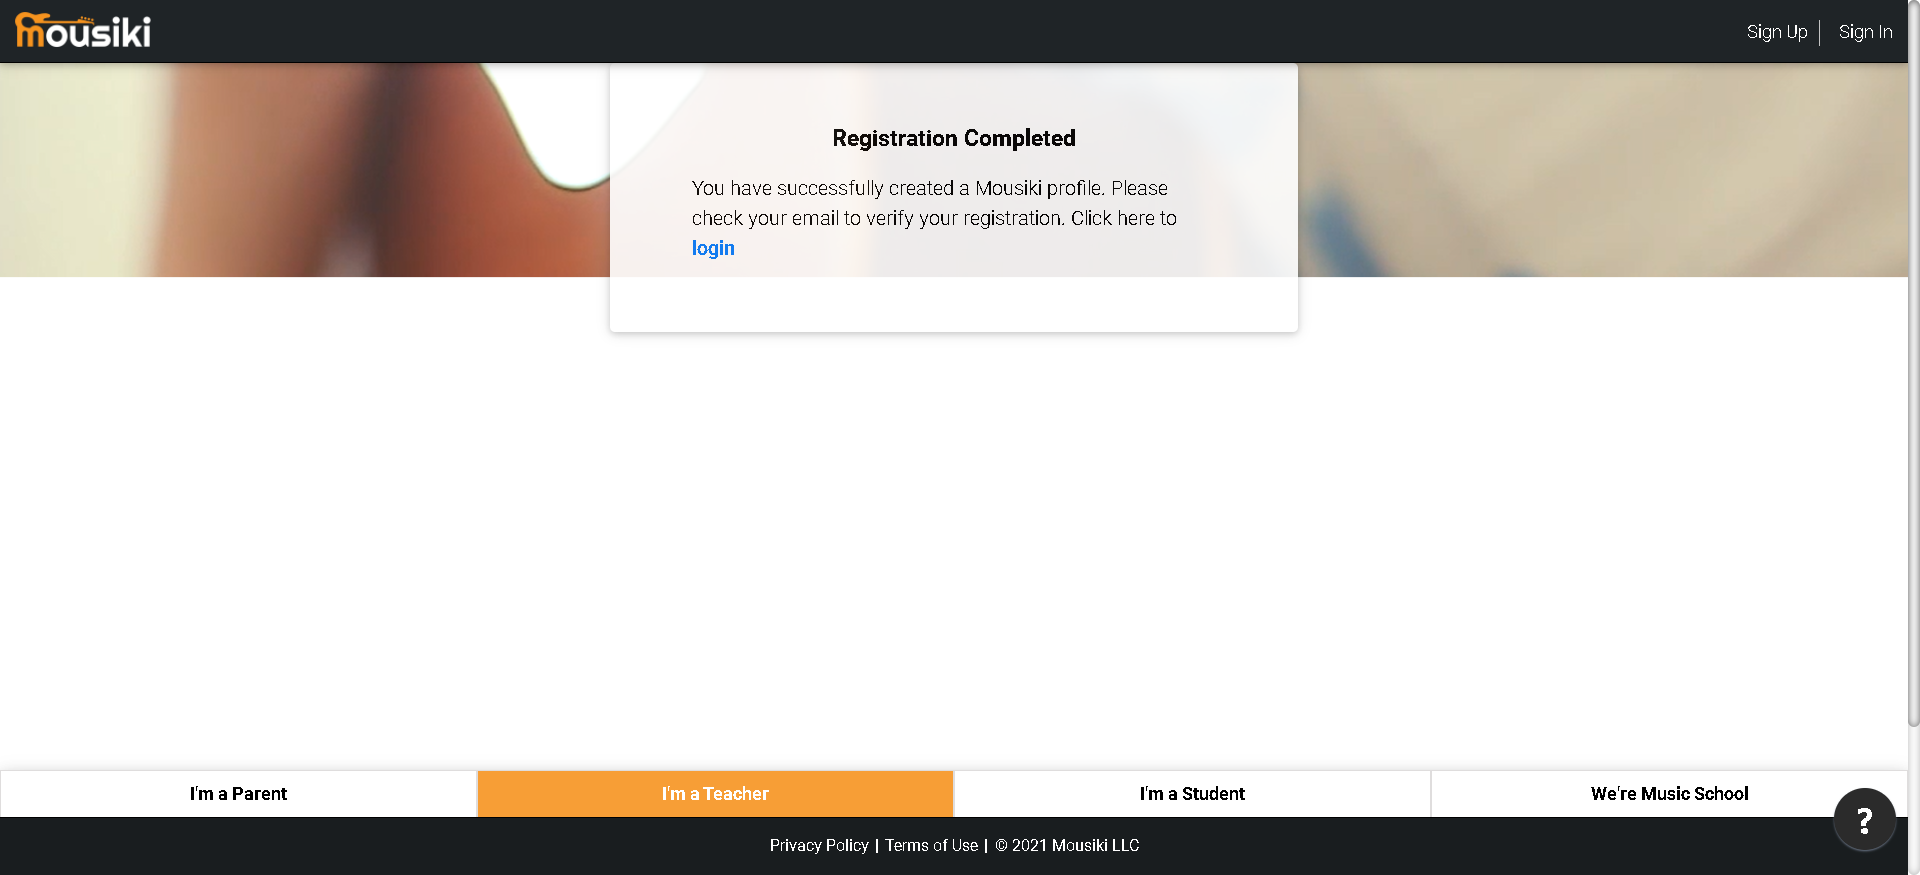 mousiki
Sign Up
Sign In
Registration Completed
You have successfully created a Mousiki profile. Please
check your email to verify your registration. Click here to
login
I'm a Parent
I'm a Teacher
I'm a Student
We're Music School
?
Privacy Policy | Terms of Use | © 2021 Mousiki LLC